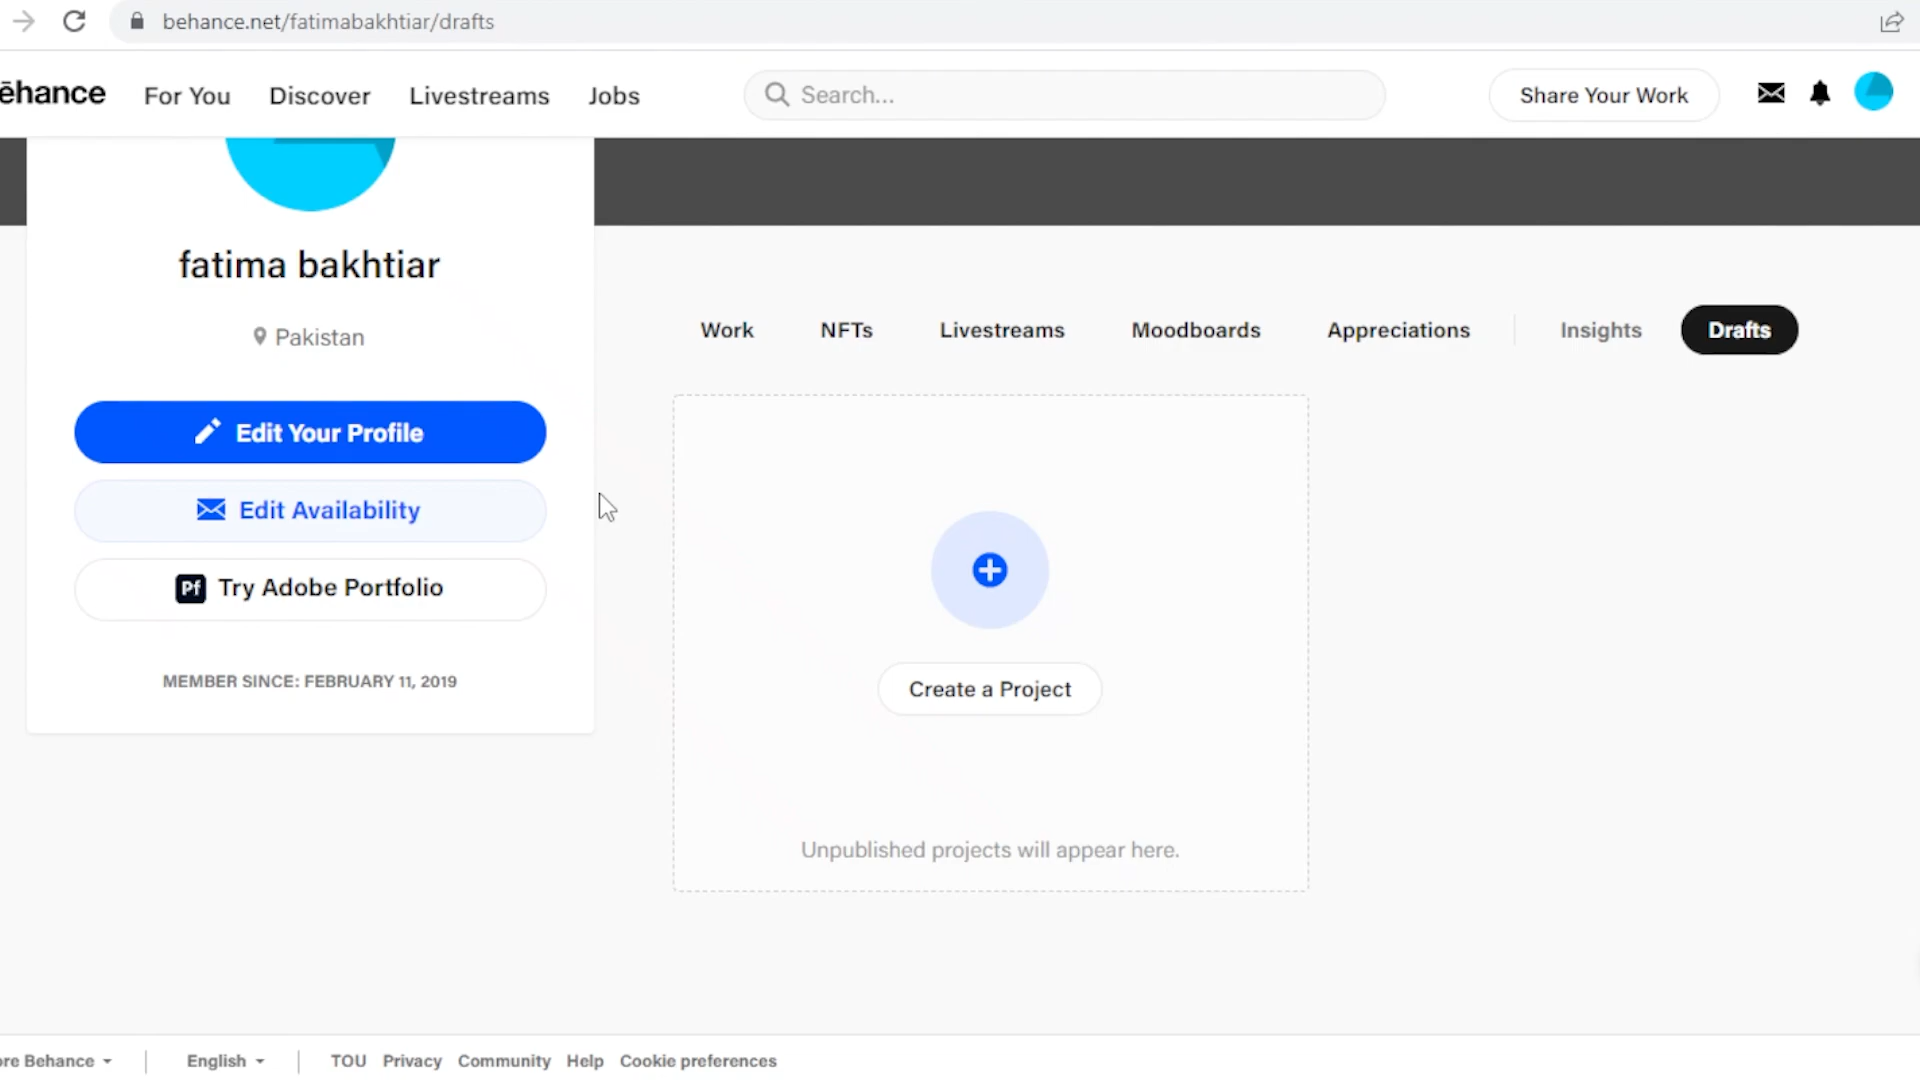 behance.net/fatimabakhtiar/drafts
ēhance For You Discover Livestreams Jobs Search... Share Your Work
fatima bakhtiar
Pakistan
Work NFTs Livestreams Moodboards Appreciations Insights Drafts
Edit Your Profile
Edit Availability
Pf Try Adobe Portfolio
MEMBER SINCE: FEBRUARY 11, 2019
Create a Project
Unpublished projects will appear here.
ore Behance English TOU Privacy Community Help Cookie preferences